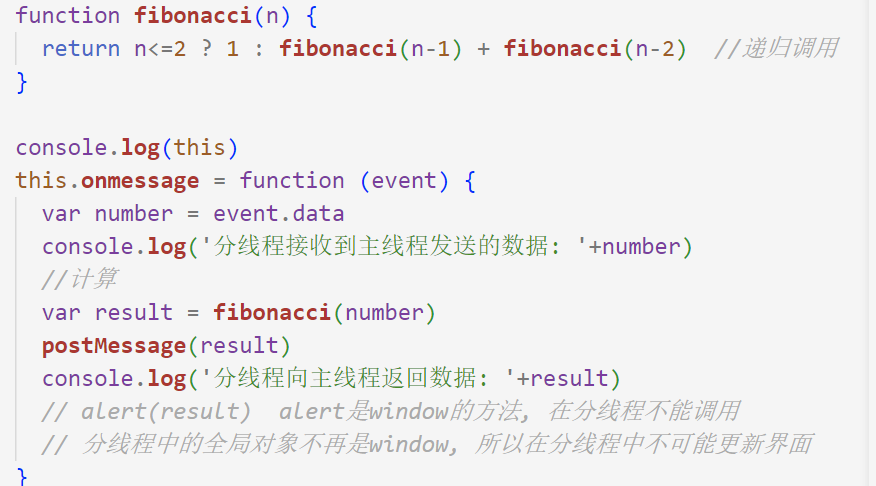 function fibonacci(n) {
  return n<=2 ? 1 : fibonacci(n-1) + fibonacci(n-2)  //递归调用
}

console.log(this)
this.onmessage = function (event) {
  var number = event.data
  console.log('分线程接收到主线程发送的数据: '+number)
  //计算
  var result = fibonacci(number)
  postMessage(result)
  console.log('分线程向主线程返回数据: '+result)
  // alert(result)  alert是window的方法, 在分线程不能调用
  // 分线程中的全局对象不再是window, 所以在分线程中不可能更新界面
}